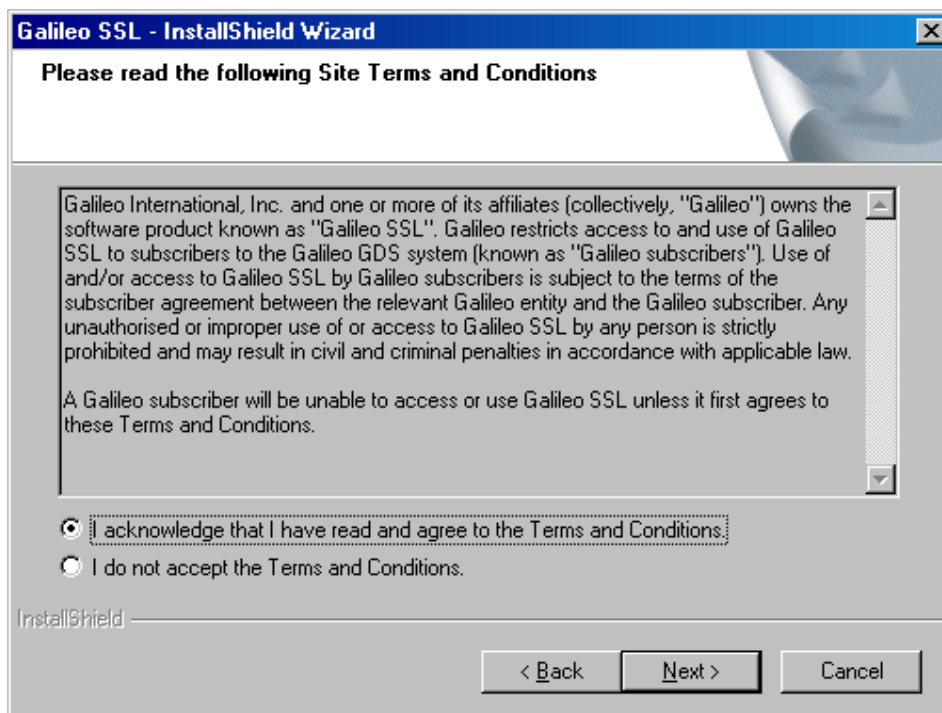 Galileo SSL - InstallShield Wizard
Please read the following Site Terms and Conditions
Galileo International, Inc. and one or more of its affiliates (collectively, "Galileo") owns the
software product known as "Galileo SSL". Galileo restricts access to and use of Galileo
SSL to subscribers to the Galileo GDS system (known as "Galileo subscribers"). Use of
and/or access to Galileo SSL by Galileo subscribers is subject to the terms of the
subscriber agreement between the relevant Galileo entity and the Galileo subscriber. Any
unauthorised or improper use of or access to Galileo SSL by any person is strictly
prohibited and may result in civil and criminal penalties in accordance with applicable law.
A Galileo subscriber will be unable to access or use Galileo SSL unless it first agrees to
these Terms and Conditions.
I acknowledge that I have read and agree to the Terms and Conditions.
I do not accept the Terms and Conditions.
InstallShield
< Back Next > Cancel